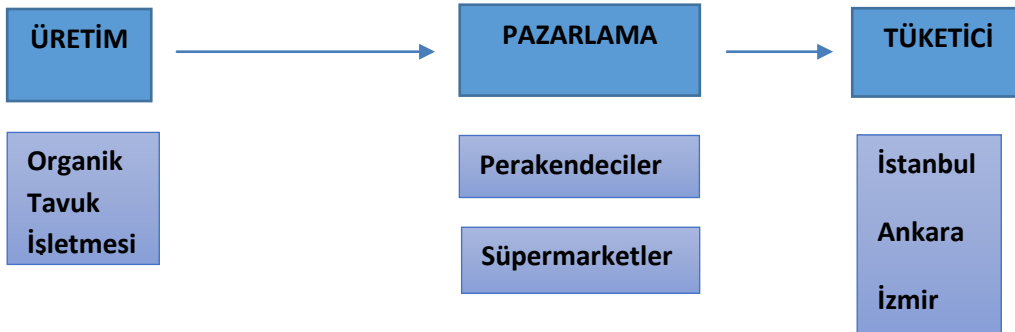 ÜRETİM
PAZARLAMA
TÜKETİCİ
Organik
Tavuk
İşletmesi
Perakendeciler
Süpermarketler
İstanbul
Ankara
İzmir